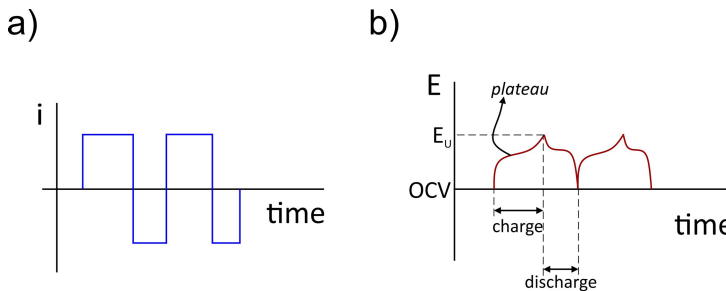 a)
i
time
b)
E
plateau
E_U
OCV
charge
discharge
time